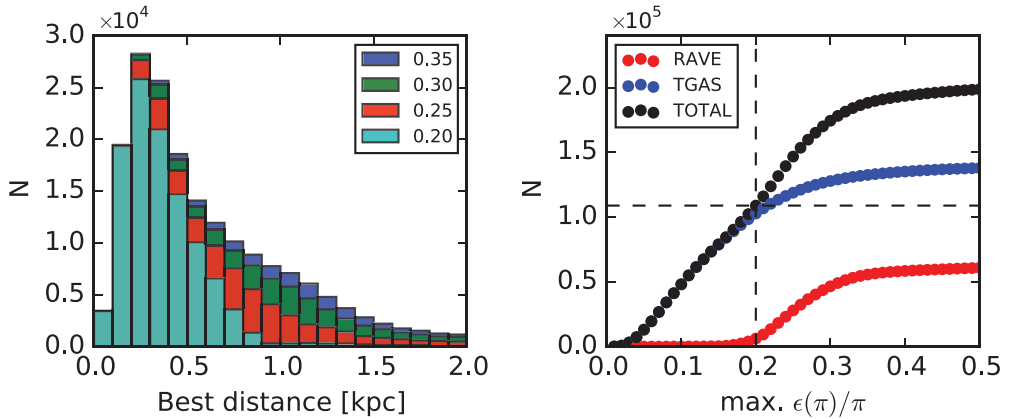 ×10⁴
3.0
2.5
2.0
1.5
1.0
0.5
0.0
N
0.35
0.30
0.25
0.20
0.0 0.5 1.0 1.5 2.0
Best distance [kpc]
×10⁵
2.0
1.5
1.0
0.5
0.0
N
RAVE
TGAS
TOTAL
0.0 0.1 0.2 0.3 0.4 0.5
max. ϵ(π)/π